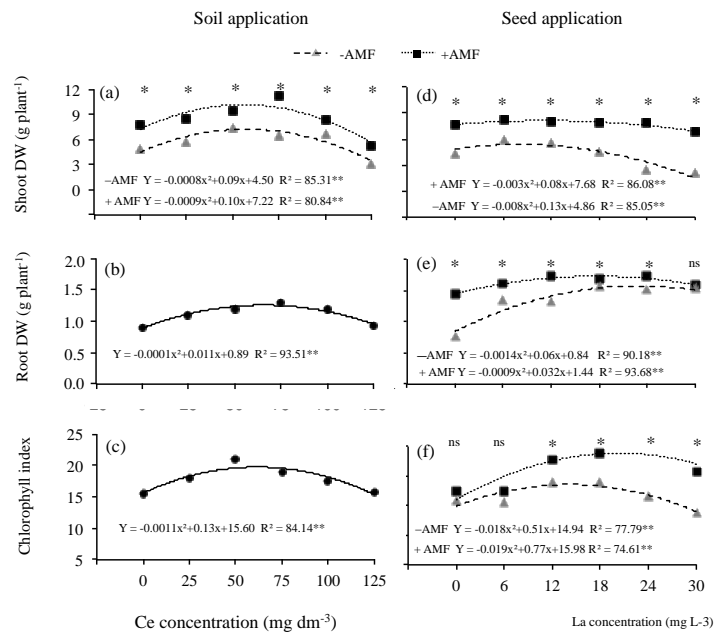 Soil application
Seed application
-AMF
+AMF
Shoot DW (g plant-1)
12
9
6
3
0
(a)
* * * * * *
−AMF Y = -0.0008x²+0.09x+4.50 R² = 85.31**
+ AMF Y = -0.0009x²+0.10x+7.22 R² = 80.84**
(d)
* * * * * *
+ AMF Y = -0.003x²+0.08x+7.68 R² = 86.08**
−AMF Y = -0.008x²+0.13x+4.86 R² = 85.05**
Root DW (g plant-1)
2.0
1.5
1.0
0.5
0.0
(b)
Y = -0.0001x²+0.011x+0.89 R² = 93.51**
(e)
* * * * * ns
—AMF Y = -0.0014x²+0.06x+0.84 R² = 90.18**
+ AMF Y = -0.0009x²+0.032x+1.44 R² = 93.68**
Chlorophyll index
25
20
15
10
5
(c)
Y = -0.0011x²+0.13x+15.60 R² = 84.14**
(f)
ns ns * * * *
−AMF Y = -0.018x²+0.51x+14.94 R² = 77.79**
+ AMF Y = -0.019x²+0.77x+15.98 R² = 74.61**
0 25 50 75 100 125
0 6 12 18 24 30
Ce concentration (mg dm-3)
La concentration (mg L-3)